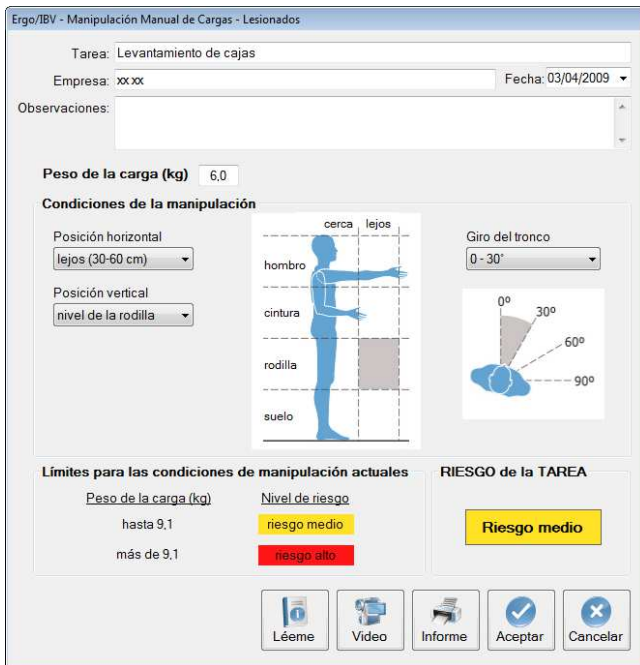 Ergo/IBV - Manipulación Manual de Cargas - Lesionados
Tarea: Levantamiento de cajas
Empresa: xx xx Fecha: 03/04/2009
Observaciones:
Peso de la carga (kg) 6,0
Condiciones de la manipulación
Posición horizontal
lejos (30-60 cm)
Posición vertical
nivel de la rodilla
cerca lejos
hombro
cintura
rodilla
suelo
Giro del tronco
0 - 30°
0º
30º
60º
90º
Límites para las condiciones de manipulación actuales
Peso de la carga (kg) Nivel de riesgo
hasta 9,1 riesgo medio
más de 9,1 riesgo alto
RIESGO de la TAREA
Riesgo medio
Léeme Video Informe Aceptar Cancelar